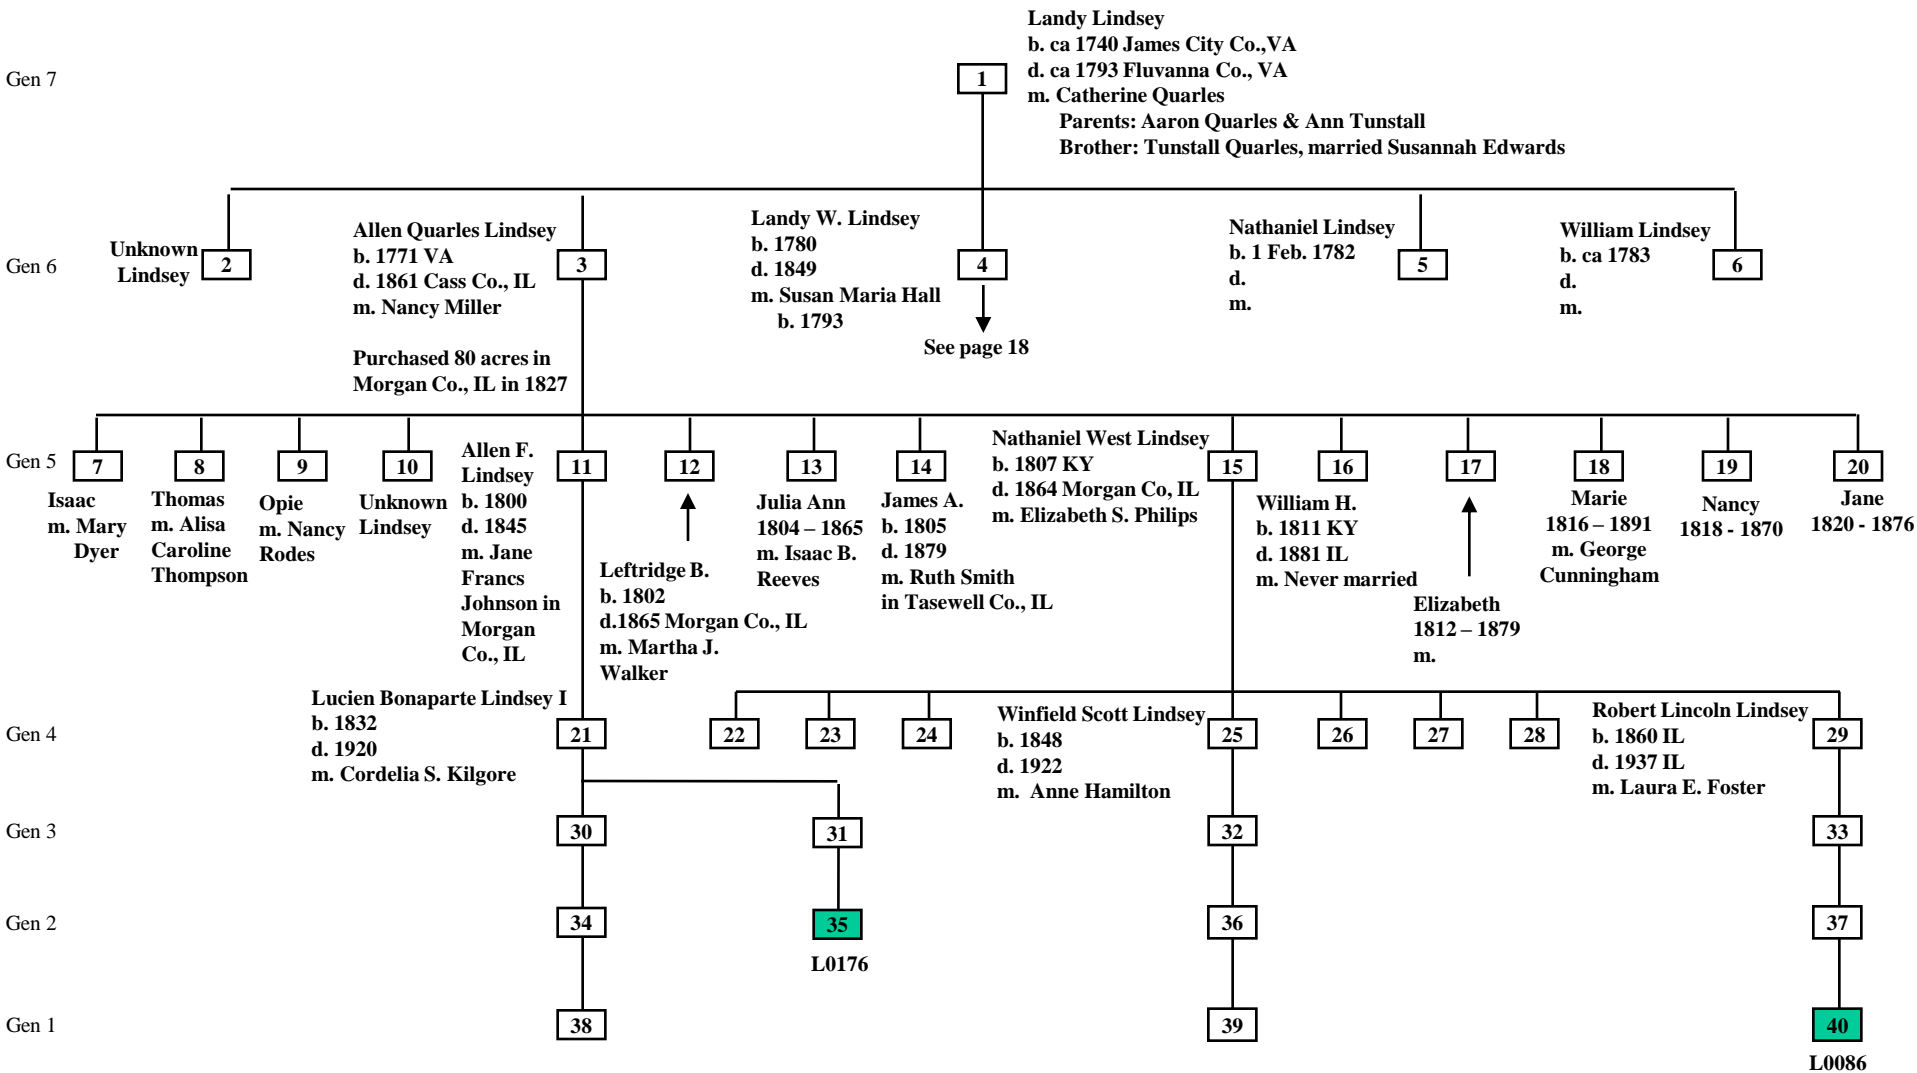 Landy Lindsey
b. ca 1740 James City Co.,VA
d. ca 1793 Fluvanna Co., VA
m. Catherine Quarles
Parents: Aaron Quarles & Ann Tunstall
Brother: Tunstall Quarles, married Susannah Edwards
Gen 7
1
Gen 6
Unknown
Lindsey
2
Allen Quarles Lindsey
b. 1771 VA
d. 1861 Cass Co., IL
m. Nancy Miller
Purchased 80 acres in
Morgan Co., IL in 1827
3
Landy W. Lindsey
b. 1780
d. 1849
m. Susan Maria Hall
b. 1793
4
See page 18
Nathaniel Lindsey
b. 1 Feb. 1782
d.
m.
5
William Lindsey
b. ca 1783
d.
m.
6
Gen 5
7
Isaac
m. Mary
Dyer
8
Thomas
m. Alisa
Caroline
Thompson
9
Opie
m. Nancy
Rodes
10
Unknown
Lindsey
Allen F.
Lindsey
b. 1800
d. 1845
m. Jane
Francs
Johnson in
Morgan
Co., IL
11
12
Leftridge B.
b. 1802
d.1865 Morgan Co., IL
m. Martha J.
Walker
13
Julia Ann
1804 – 1865
m. Isaac B.
Reeves
14
James A.
b. 1805
d. 1879
m. Ruth Smith
in Tasewell Co., IL
Nathaniel West Lindsey
b. 1807 KY
d. 1864 Morgan Co, IL
m. Elizabeth S. Philips
15
16
William H.
b. 1811 KY
d. 1881 IL
m. Never married
17
Elizabeth
1812 – 1879
m.
18
Marie
1816 – 1891
m. George
Cunningham
19
Nancy
1818 - 1870
20
Jane
1820 - 1876
Gen 4
Lucien Bonaparte Lindsey I
b. 1832
d. 1920
m. Cordelia S. Kilgore
21
22
23
24
Winfield Scott Lindsey
b. 1848
d. 1922
m. Anne Hamilton
25
26
27
28
Robert Lincoln Lindsey
b. 1860 IL
d. 1937 IL
m. Laura E. Foster
29
Gen 3
30
31
32
33
Gen 2
34
35
L0176
36
37
Gen 1
38
39
40
L0086